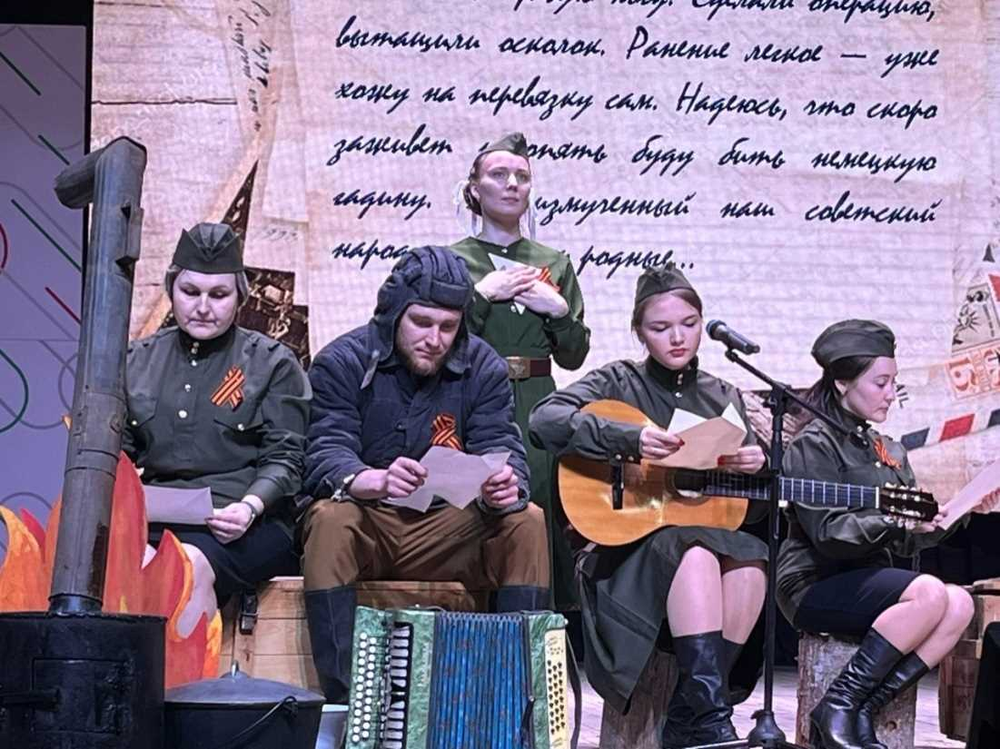 операцию,
вытащили осколок. Ранение легкое — уже
хожу на перевязку сам. Надеюсь, что скоро
заживет опять буду бить немецкую
гадину. измученный наш советский
народ родные...